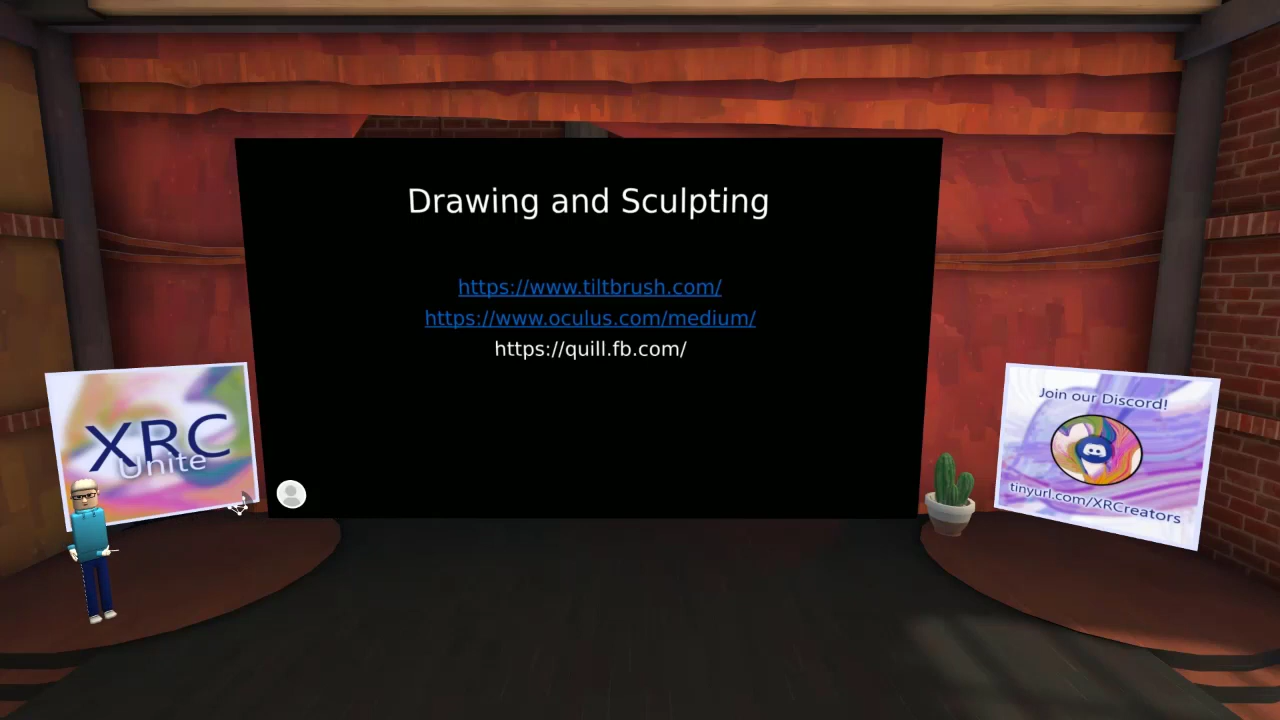 Drawing and Sculpting
https://www.tiltbrush.com/
https://www.oculus.com/medium/
https://quill.fb.com/
XRC
Unite
Join our Discord!
tinyurl.com/XRCreators